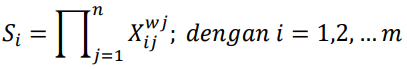 S_i = ∏_{j=1}^{n} X_{ij}^{wj}; dengan i = 1,2, … m